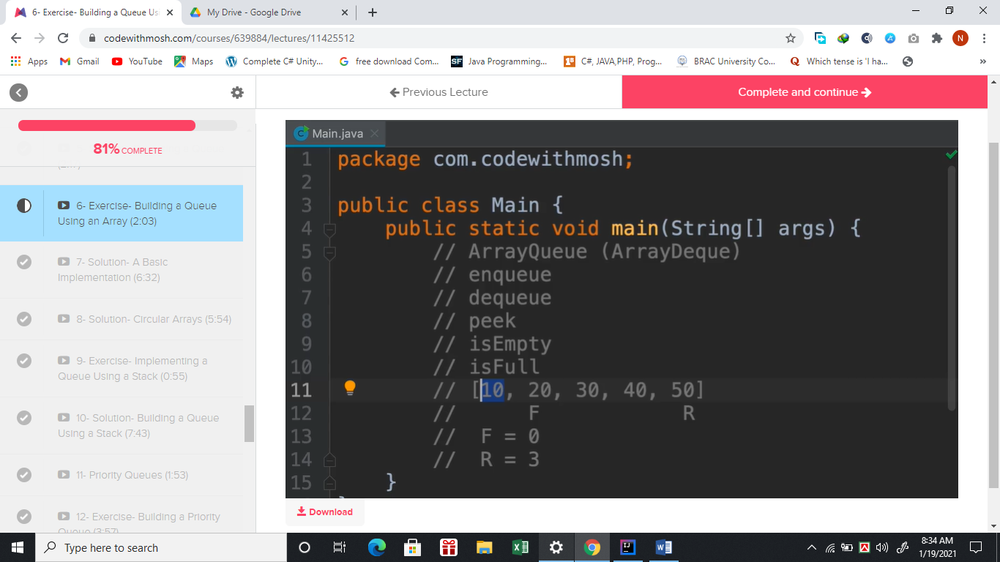 6- Exercise- Building a Queue Us
My Drive - Google Drive
codewithmosh.com/courses/639884/lectures/11425512
N
Apps
Gmail
YouTube
Maps
Complete C# Unity...
free download Com...
SF Java Programming...
C#, JAVA,PHP, Prog...
BRAC University Co...
Which tense is 'I ha...
»
Previous Lecture
Complete and continue
81% COMPLETE
6- Exercise- Building a Queue
Using an Array (2:03)
7- Solution- A Basic
Implementation (6:32)
8- Solution- Circular Arrays (5:54)
9- Exercise- Implementing a
Queue Using a Stack (0:55)
10- Solution- Building a Queue
Using a Stack (7:43)
11- Priority Queues (1:53)
12- Exercise- Building a Priority
Queue (3:57)
Main.java
1 package com.codewithmosh;
2
3 public class Main {
4 public static void main(String[] args) {
5 // ArrayQueue (ArrayDeque)
6 // enqueue
7 // dequeue
8 // peek
9 // isEmpty
10 // isFull
11 // [10, 20, 30, 40, 50]
12 // F R
13 // F = 0
14 // R = 3
15 }
Download
Type here to search
8:34 AM
1/19/2021